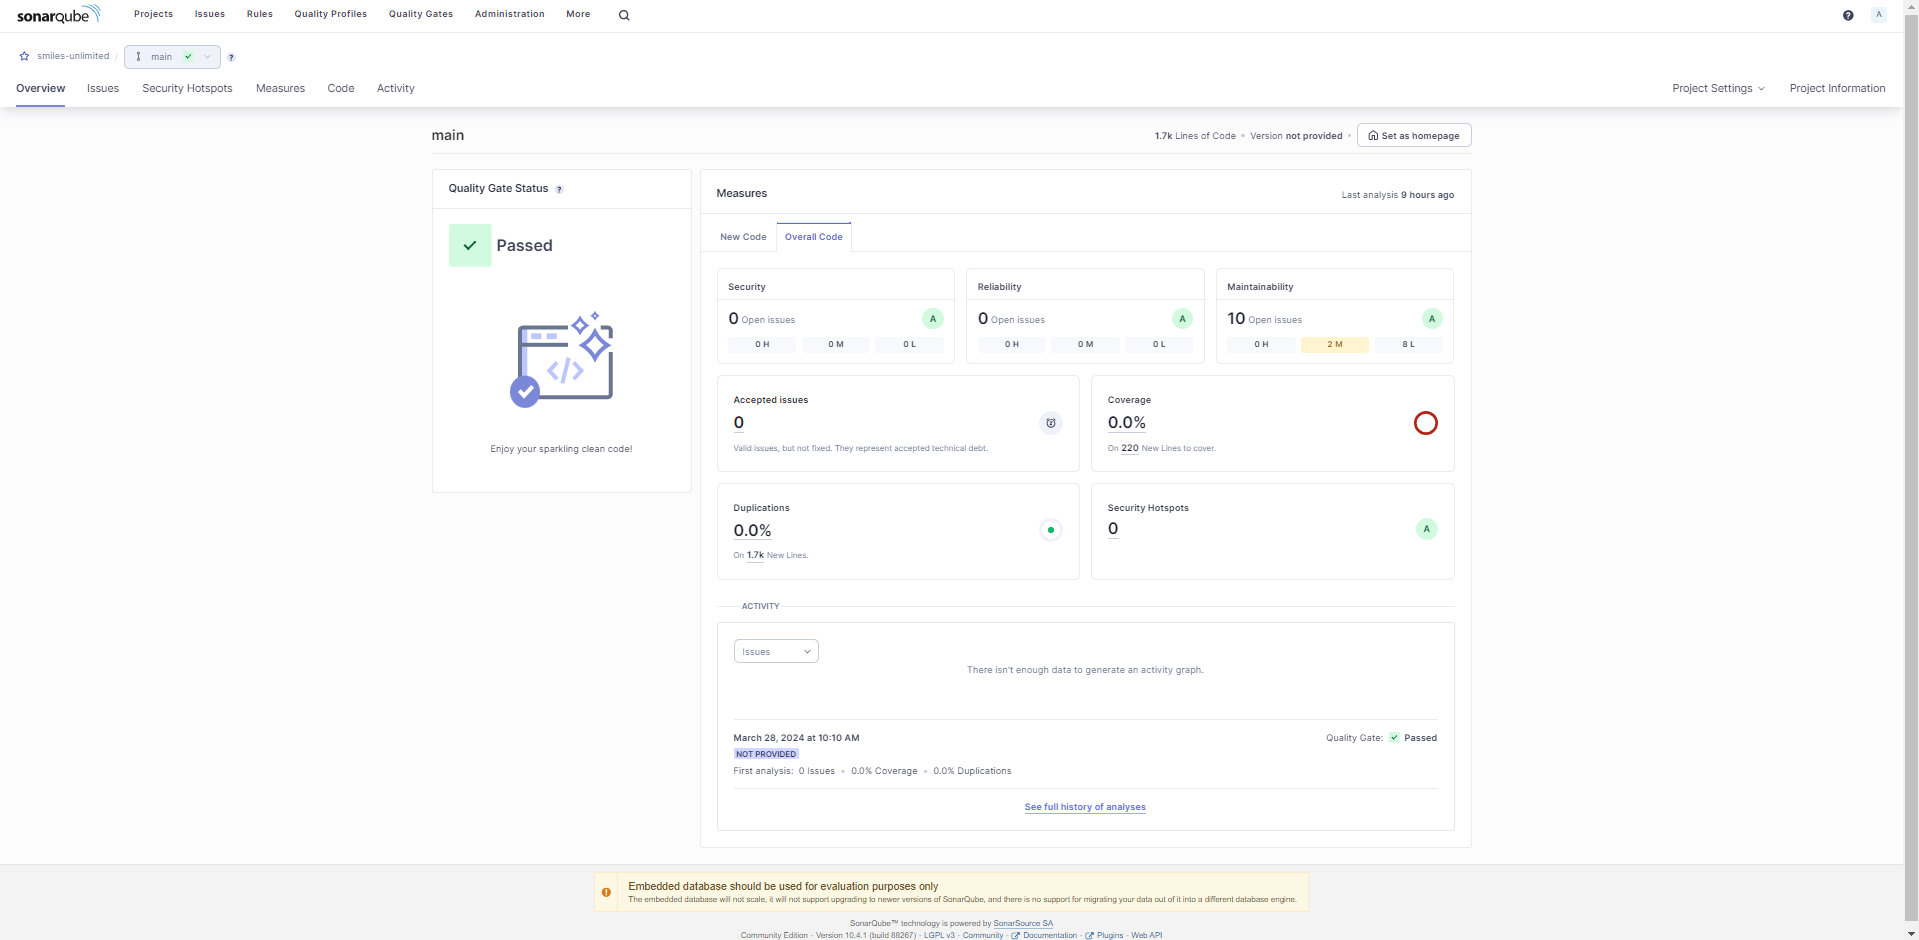 sonarqube
Projects Issues Rules Quality Profiles Quality Gates Administration More ? A
smiles-unlimited / main ?
Overview Issues Security Hotspots Measures Code Activity Project Settings Project Information
main 1.7k Lines of Code • Version not provided • Set as homepage
Quality Gate Status ?
Passed
Enjoy your sparkling clean code!
Measures Last analysis 9 hours ago
New Code Overall Code
Security
0 Open issues A
0 H 0 M 0 L
Reliability
0 Open issues A
0 H 0 M 0 L
Maintainability
10 Open issues A
0 H 2 M 8 L
Accepted issues
0
Valid issues, but not fixed. They represent accepted technical debt.
Coverage
0.0%
On 220 New Lines to cover.
Duplications
0.0%
On 1.7k New Lines.
Security Hotspots
0 A
ACTIVITY
Issues
There isn't enough data to generate an activity graph.
March 28, 2024 at 10:10 AM Quality Gate: Passed
NOT PROVIDED
First analysis: 0 Issues • 0.0% Coverage • 0.0% Duplications
See full history of analyses
Embedded database should be used for evaluation purposes only
The embedded database will not scale, it will not support upgrading to newer versions of SonarQube, and there is no support for migrating your data out of it into a different database engine.
SonarQube™ technology is powered by SonarSource SA
Community Edition - Version 10.4.1 (build 88267) - LGPL v3 - Community - Documentation - Plugins - Web API